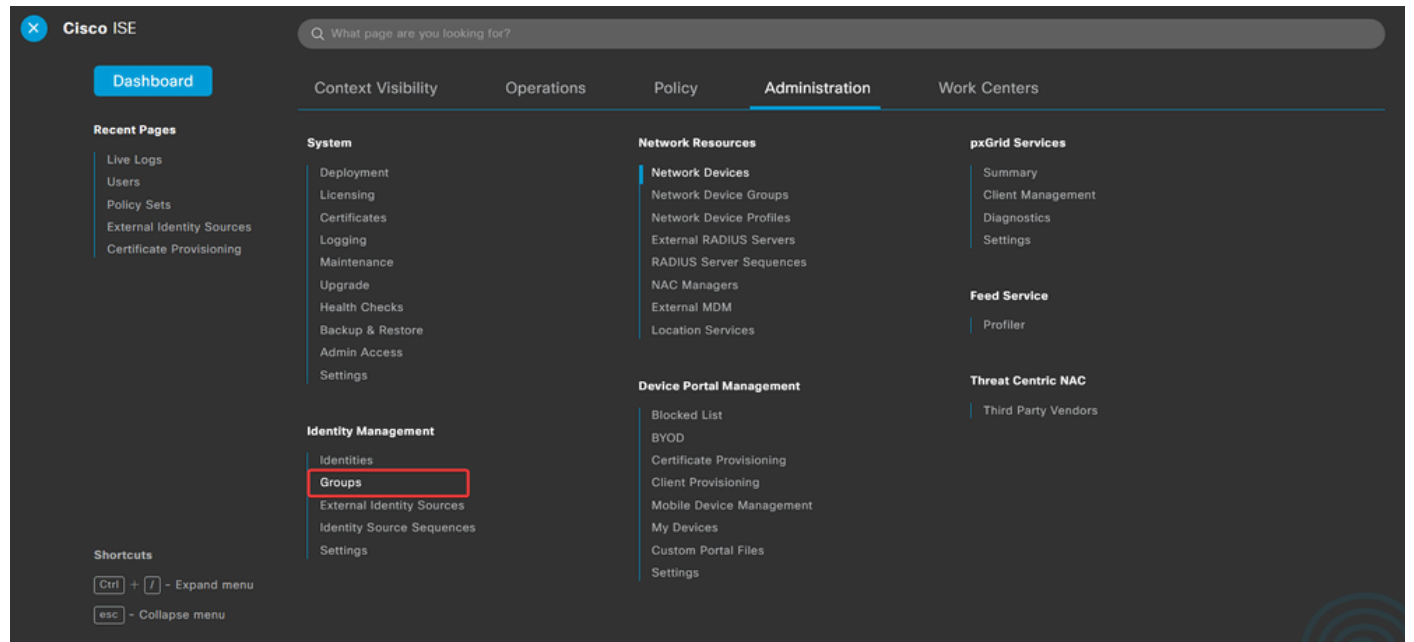 Cisco ISE
What page are you looking for?
Dashboard
Context Visibility
Operations
Policy
Administration
Work Centers
Recent Pages
Live Logs
Users
Policy Sets
External Identity Sources
Certificate Provisioning
System
Deployment
Licensing
Certificates
Logging
Maintenance
Upgrade
Health Checks
Backup & Restore
Admin Access
Settings
Identity Management
Identities
Groups
External Identity Sources
Identity Source Sequences
Settings
Network Resources
Network Devices
Network Device Groups
Network Device Profiles
External RADIUS Servers
RADIUS Server Sequences
NAC Managers
External MDM
Location Services
Device Portal Management
Blocked List
BYOD
Certificate Provisioning
Client Provisioning
Mobile Device Management
My Devices
Custom Portal Files
Settings
pxGrid Services
Summary
Client Management
Diagnostics
Settings
Feed Service
Profiler
Threat Centric NAC
Third Party Vendors
Shortcuts
Ctrl + / - Expand menu
esc - Collapse menu